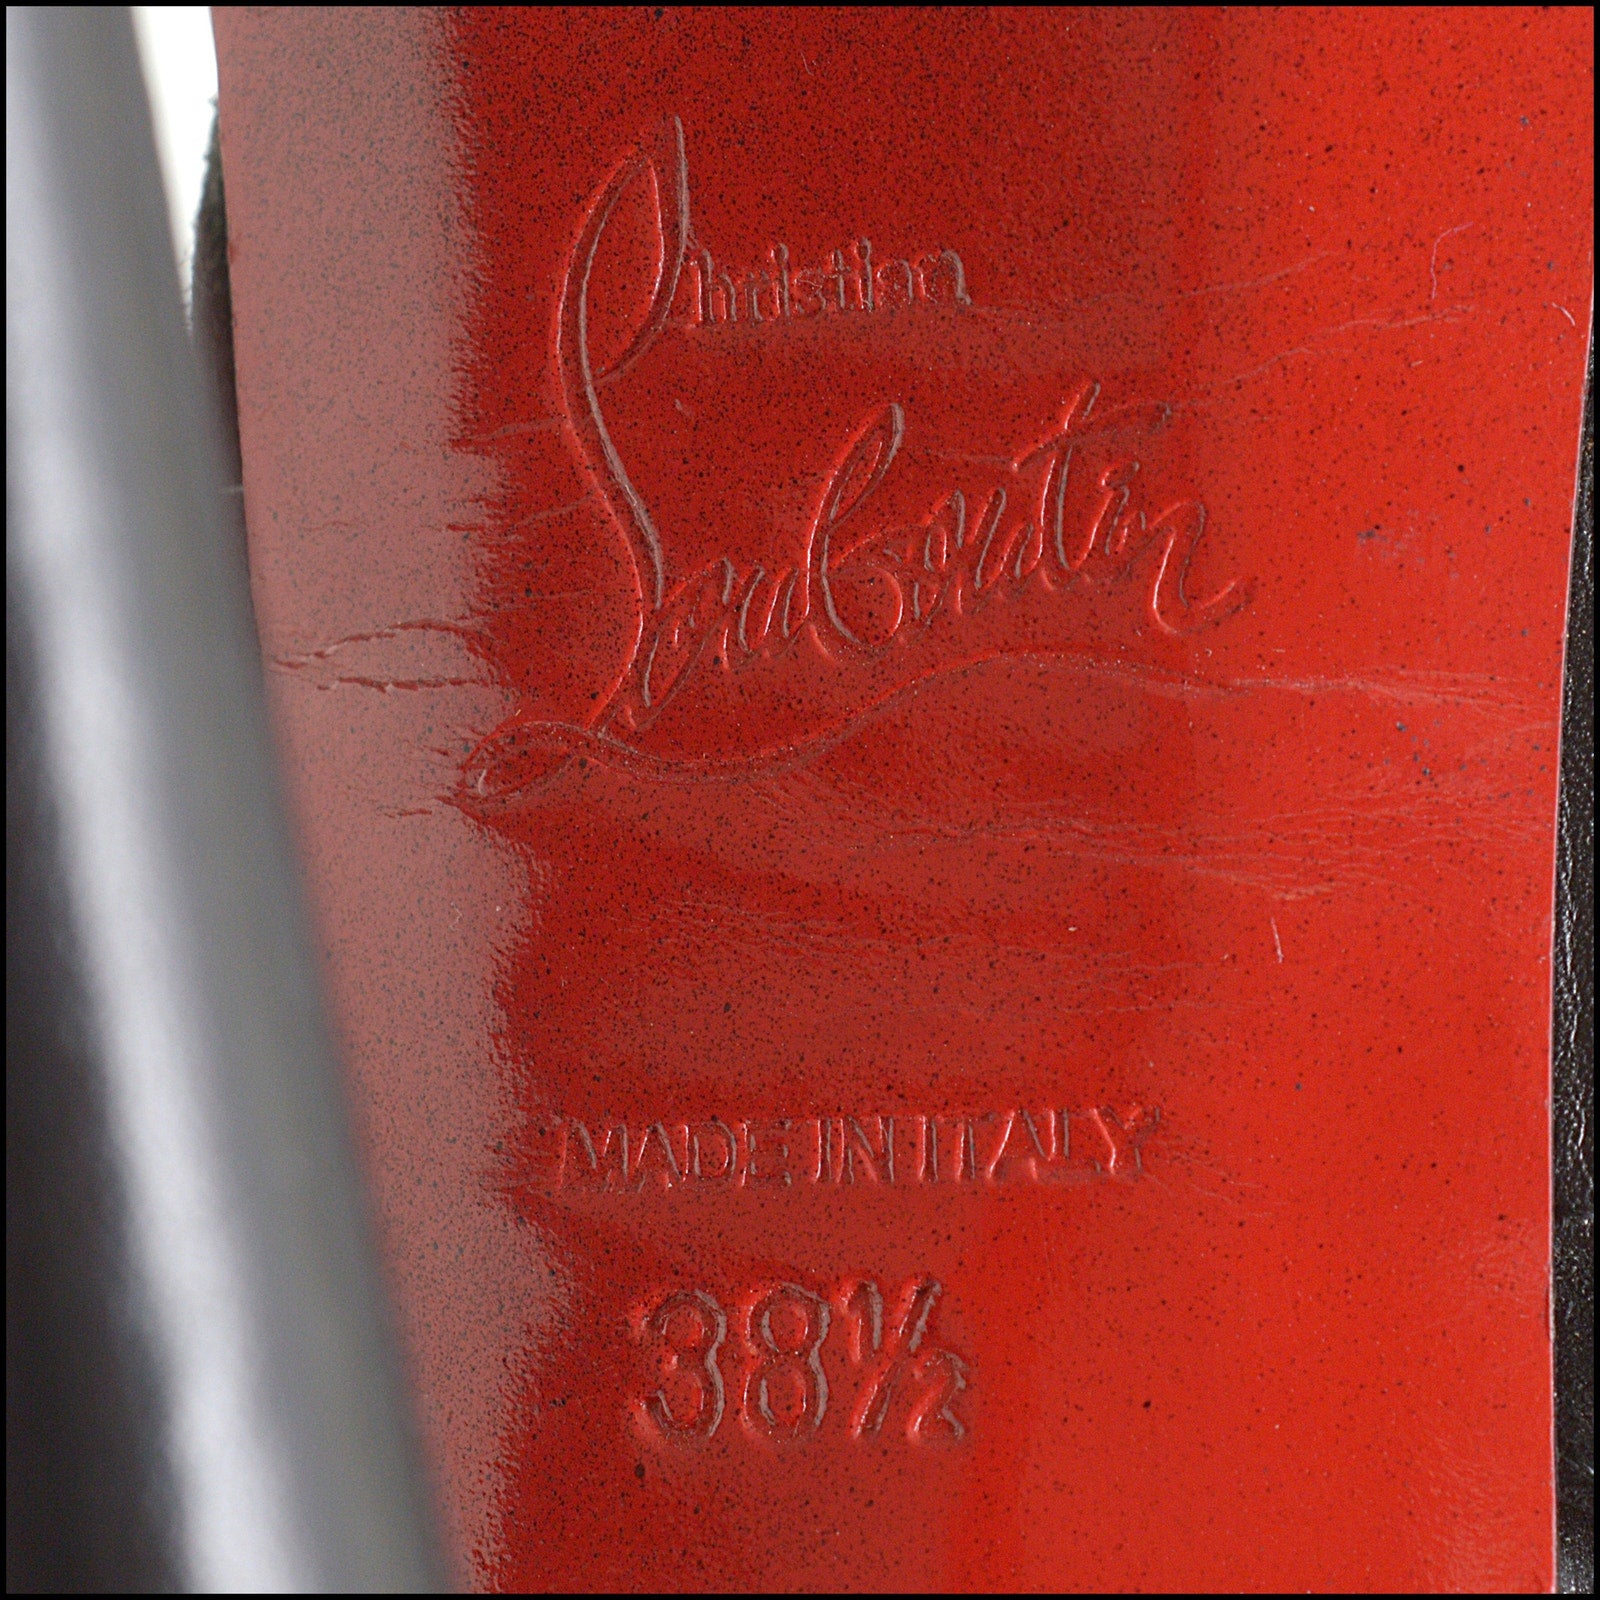 Christian
Louboutin
MADE IN ITALY
38½